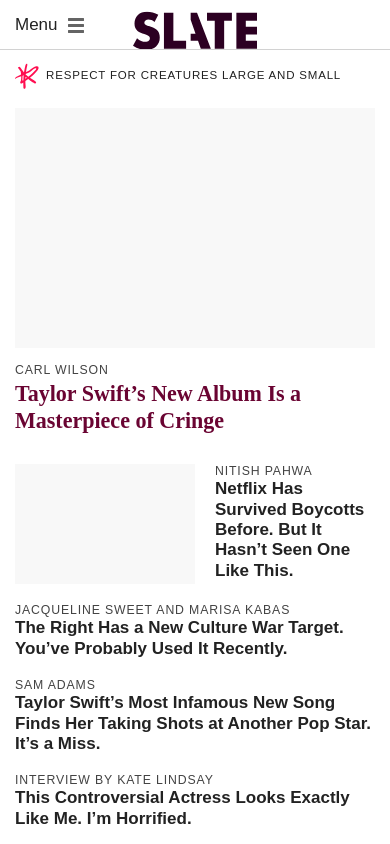 Menu
SLATE
RESPECT FOR CREATURES LARGE AND SMALL
CARL WILSON
Taylor Swift’s New Album Is a
Masterpiece of Cringe
NITISH PAHWA
Netflix Has
Survived Boycotts
Before. But It
Hasn’t Seen One
Like This.
JACQUELINE SWEET AND MARISA KABAS
The Right Has a New Culture War Target.
You’ve Probably Used It Recently.
SAM ADAMS
Taylor Swift’s Most Infamous New Song
Finds Her Taking Shots at Another Pop Star.
It’s a Miss.
INTERVIEW BY KATE LINDSAY
This Controversial Actress Looks Exactly
Like Me. I’m Horrified.